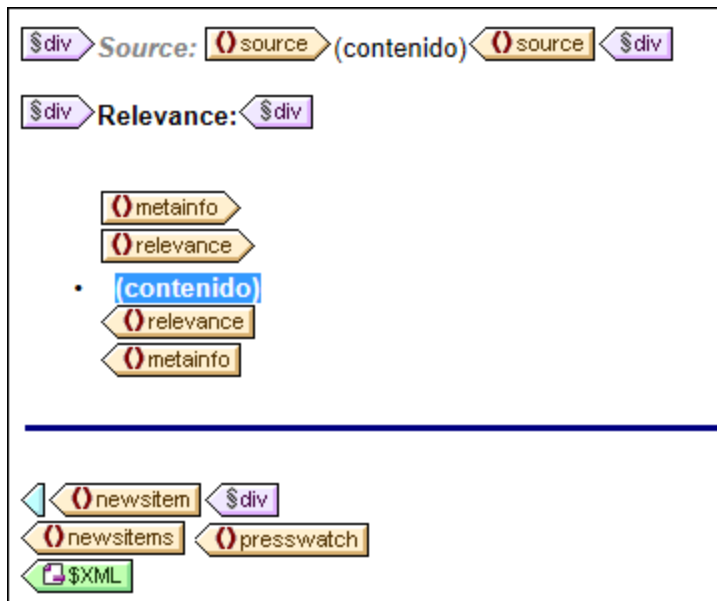 §div Source: () source (contenido) () source §div
§div Relevance: §div
() metainfo
() relevance
• (contenido)
() relevance
() metainfo
() newsitem §div
() newsitems () presswatch
$XML